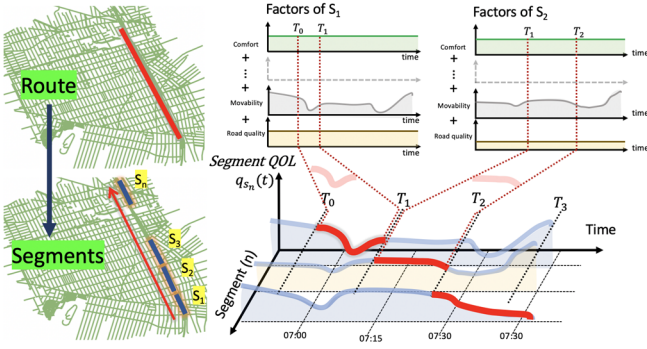 Route
Segments
Sn
S3
S2
S1
Factors of S1
T0 T1
Comfort
time
+
⋮
+
Movability
time
+
Road quality
time
Factors of S2
T1 T2
Comfort
time
+
⋮
+
Movability
time
+
Road quality
time
Segment QOL
qSn(t)
T0 T1 T2 T3
Time
Segment (n)
07:00 07:15 07:30 07:30